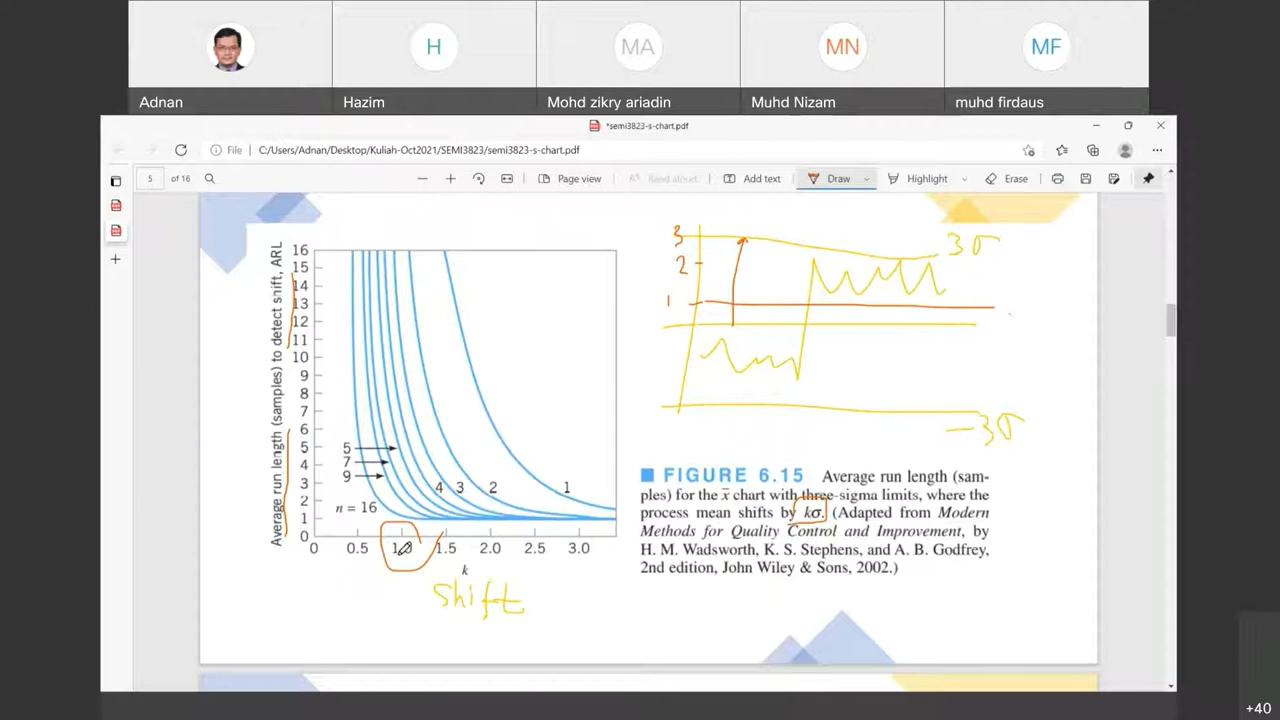 H
MA
MN
MF
Adnan
Hazim
Mohd zikry ariadin
Muhd Nizam
muhd firdaus
*semi3823-s-chart.pdf
File
C:/Users/Adnan/Desktop/Kuliah-Oct2021/SEMI3823/semi3823-s-chart.pdf
5 of 16
Page view
Read aloud
Add text
Draw
Highlight
Erase
Average run length (samples) to detect shift, ARL
16
15
14
13
12
11
10
9
8
7
6
5
4
3
2
1
0
5
7
9
n = 16
4 3 2 1
0 0.5 1.5 2.0 2.5 3.0
k
Shift
3
2
1
3σ
-3σ
FIGURE 6.15 Average run length (sam-
ples) for the x̄ chart with three-sigma limits, where the
process mean shifts by kσ. (Adapted from Modern
Methods for Quality Control and Improvement, by
H. M. Wadsworth, K. S. Stephens, and A. B. Godfrey,
2nd edition, John Wiley & Sons, 2002.)
+40